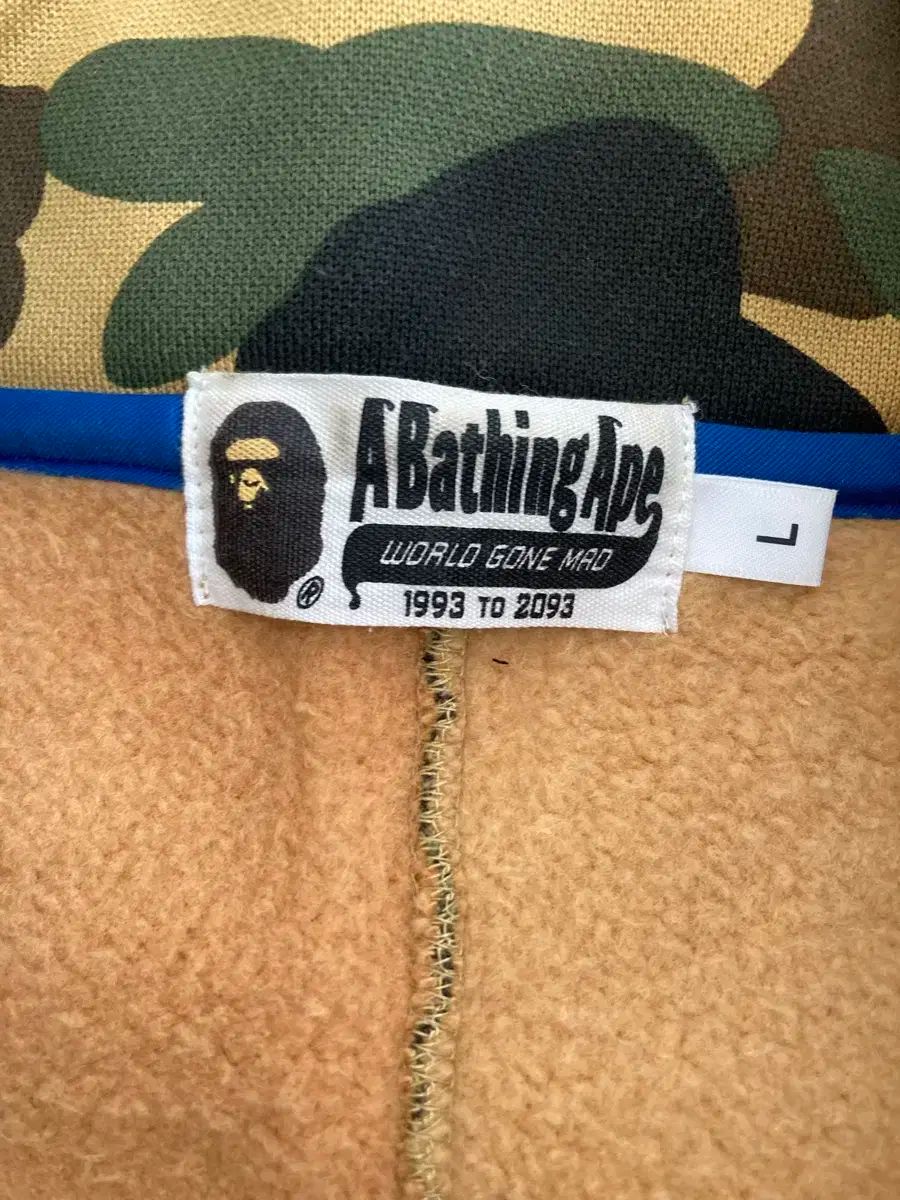 A Bathing Ape
WORLD GONE MAD
1993 TO 2093
®
L